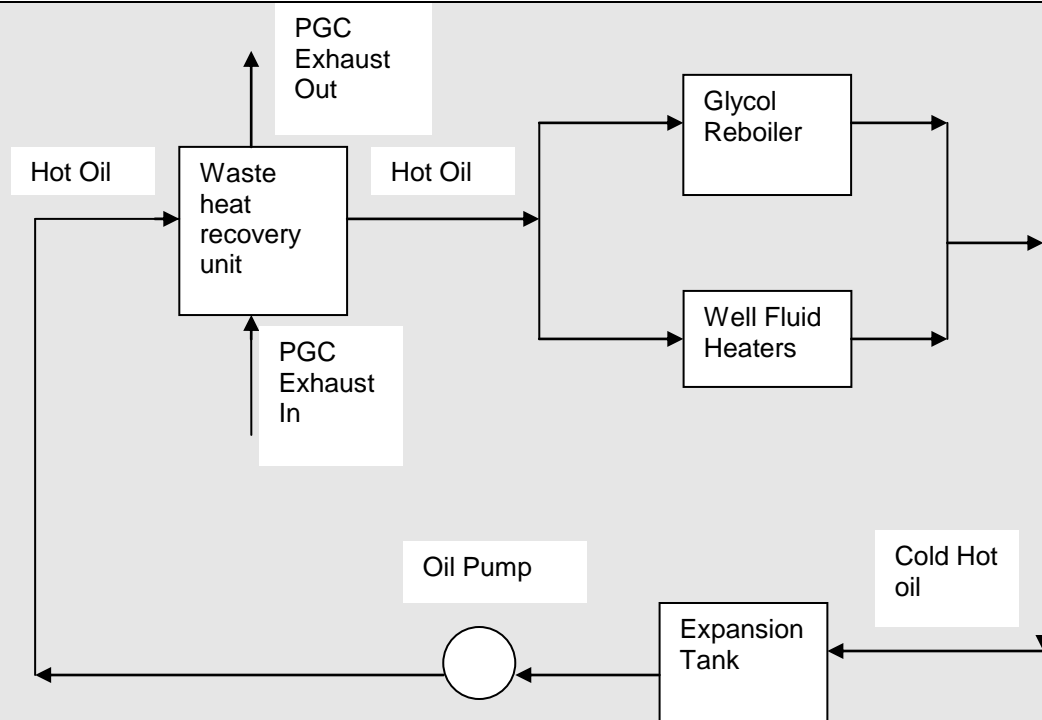 PGC
Exhaust
Out
Glycol
Reboiler
Hot Oil
Waste
heat
recovery
unit
Hot Oil
PGC
Exhaust
In
Well Fluid
Heaters
Oil Pump
Cold Hot
oil
Expansion
Tank